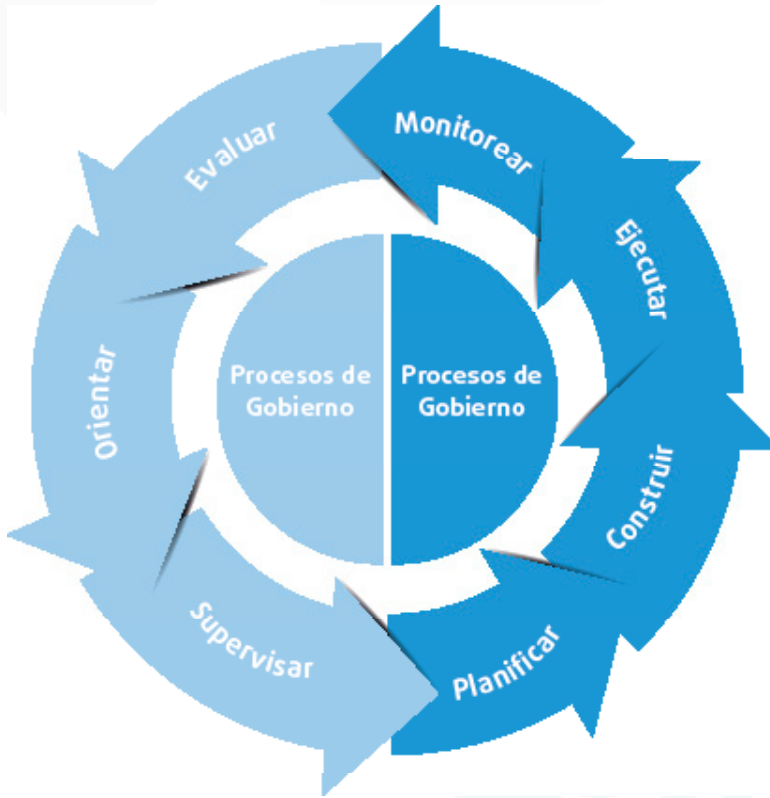 Evaluar
Monitorear
Ejecutar
Construir
Planificar
Supervisar
Orientar
Procesos de
Gobierno
Procesos de
Gobierno